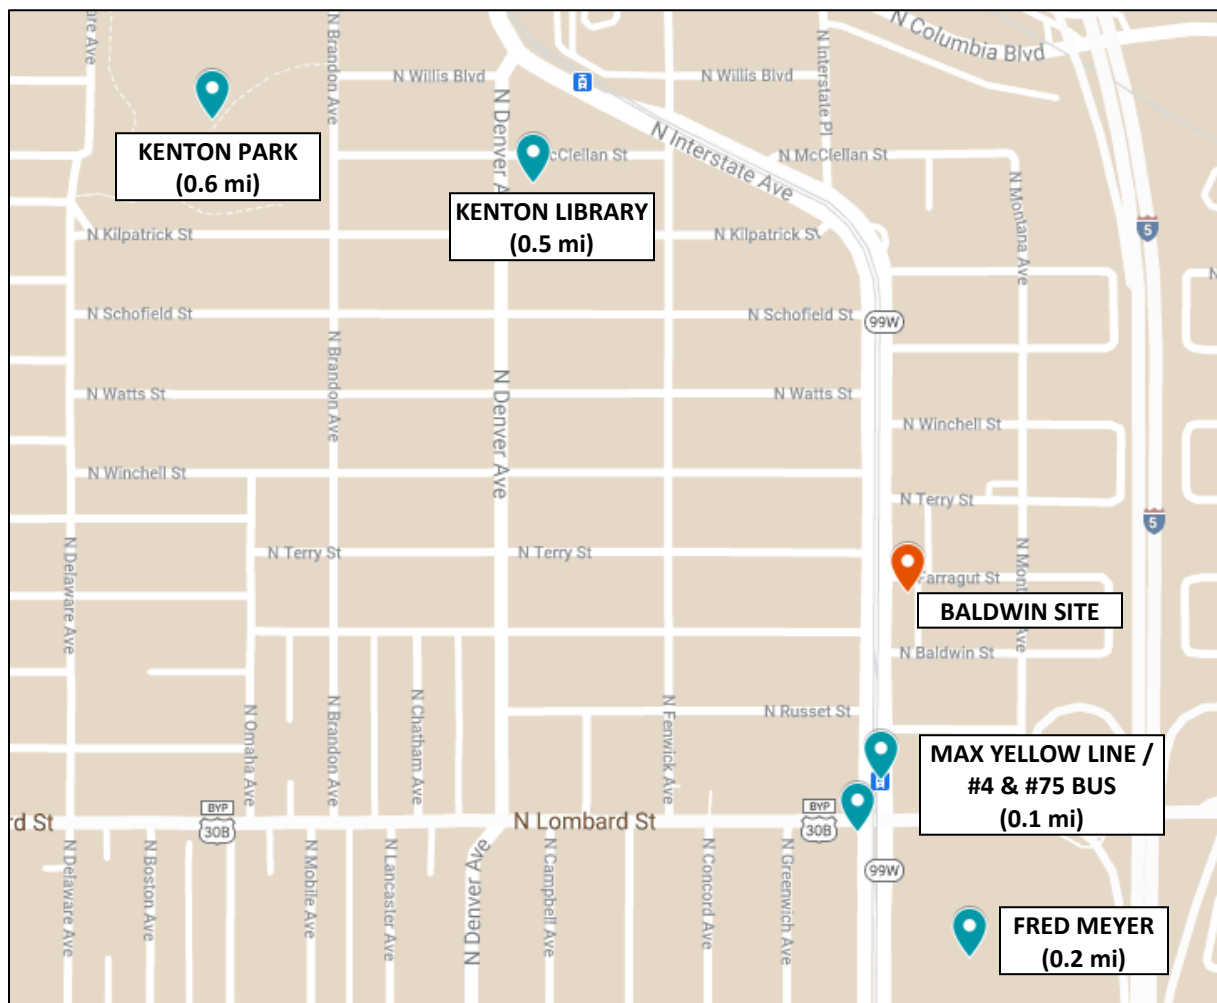 are Ave
N Brandon Ave
N Willis Blvd
N Willis Blvd
N Interstate Pl
N Columbia Blvd
KENTON PARK
(0.6 mi)
N Denver A
cClellan St
N Interstate Ave
N McClellan St
KENTON LIBRARY
(0.5 mi)
N Montana Ave
N Kilpatrick St
N Kilpatrick St
5
N Schofield St
N Schofield St
99W
N Brandon Ave
N Denver Ave
N Watts St
N Watts St
N Winchell St
N Winchell St
N Terry St
5
N Delaware Ave
N Terry St
N Terry St
N Mont
Ave
Farragut St
BALDWIN SITE
N Baldwin St
N Omaha Ave
N Brandon Ave
N Chatham Ave
N Fenwick Ave
N Russet St
MAX YELLOW LINE /
#4 & #75 BUS
(0.1 mi)
rd St
BYP
30B
N Lombard St
BYP
30B
N Delaware Ave
N Boston Ave
N Mobile Ave
N Lancaster Ave
N Denver Ave
N Campbell Ave
N Concord Ave
N Greenwich Ave
99W
FRED MEYER
(0.2 mi)